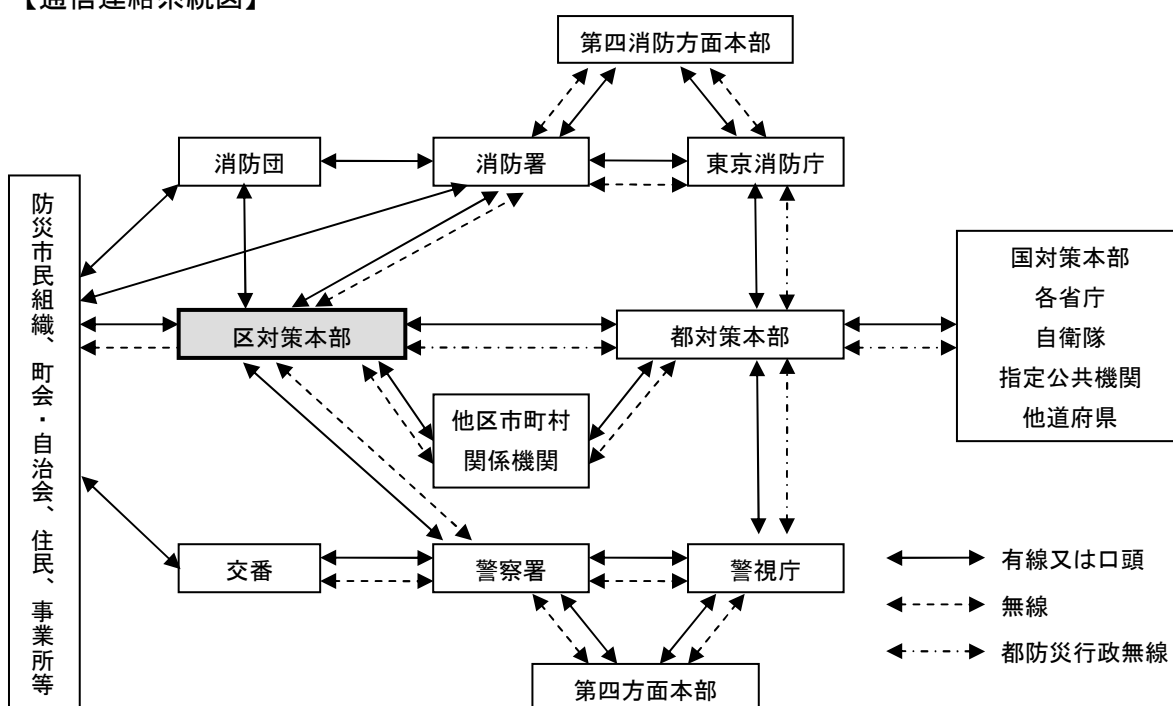 【通信連絡系統図】
第四消防方面本部
消防団
消防署
東京消防庁
防災市民組織、町会・自治会、住民、事業所等
国対策本部
各省庁
自衛隊
指定公共機関
他道府県
区対策本部
都対策本部
他区市町村
関係機関
交番
警察署
警視庁
有線又は口頭
無線
都防災行政無線
第四方面本部